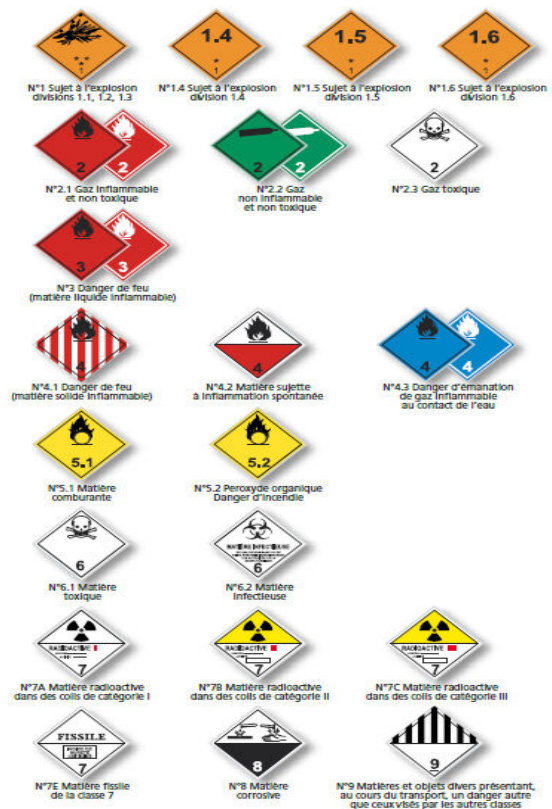 1.4
1.5
1.6
1
1
1
1
N°1 Sujet à l'explosion
divisions 1.1, 1.2, 1.3
N°1.4 Sujet à l'explosion
division 1.4
N°1.5 Sujet à l'explosion
division 1.5
N°1.6 Sujet à l'explosion
division 1.6
2
2
2
2
2
N°2.1 Gaz inflammable
et non toxique
N°2.2 Gaz
non inflammable
et non toxique
N°2.3 Gaz toxique
3
3
N°3 Danger de feu
(matière liquide inflammable)
4
4
4
4
N°4.1 Danger de feu
(matière solide inflammable)
N°4.2 Matière sujette
à inflammation spontanée
N°4.3 Danger d'émanation
de gaz inflammable
au contact de l'eau
5.1
5.2
N°5.1 Matière
comburante
N°5.2 Peroxyde organique
Danger d'incendie
6
MATIÈRE INFECTIEUSE
6
N°6.1 Matière
toxique
N°6.2 Matière
infectieuse
RADIOACTIVE I
7
RADIOACTIVE II
7
RADIOACTIVE III
7
N°7A Matière radioactive
dans des colis de catégorie I
N°7B Matière radioactive
dans des colis de catégorie II
N°7C Matière radioactive
dans des colis de catégorie III
FISSILE
7
8
9
N°7E Matière fissile
de la classe 7
N°8 Matière
corrosive
N°9 Matières et objets divers présentant,
au cours du transport, un danger autre
que ceux visés par les autres classes